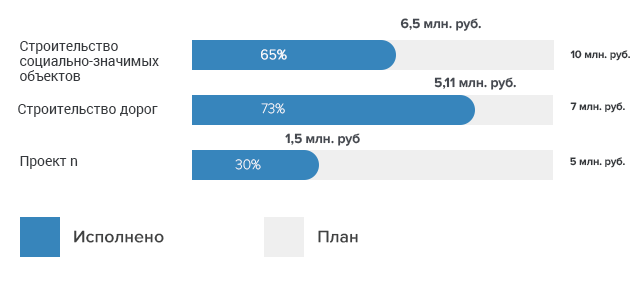 6,5 млн. руб.
Строительство
социально-значимых
объектов
65%
10 млн. руб.
5,11 млн. руб.
Строительство дорог
73%
7 млн. руб.
1,5 млн. руб
Проект n
30%
5 млн. руб.
Исполнено
План